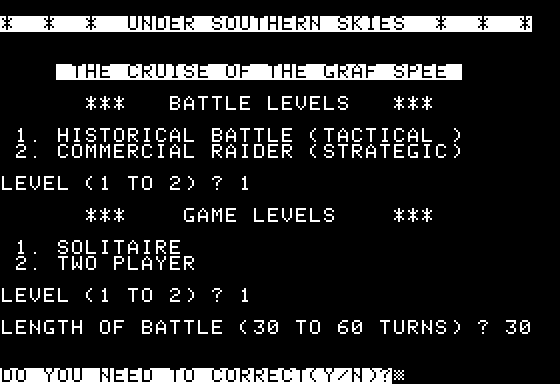 * * * UNDER SOUTHERN SKIES * * *
THE CRUISE OF THE GRAF SPEE
*** BATTLE LEVELS ***
1. HISTORICAL BATTLE (TACTICAL )
2. COMMERCIAL RAIDER (STRATEGIC)
LEVEL (1 TO 2) ? 1
*** GAME LEVELS ***
1. SOLITAIRE
2. TWO PLAYER
LEVEL (1 TO 2) ? 1
LENGTH OF BATTLE (30 TO 60 TURNS) ? 30
DO YOU NEED TO CORRECT(Y/N)?